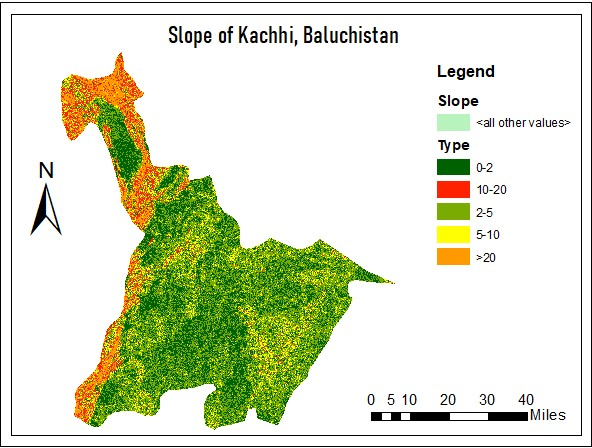 Slope of Kachhi, Baluchistan
Legend
Slope
<all other values>
Type
0-2
10-20
2-5
5-10
>20
N
0 5 10 20 30 40
Miles